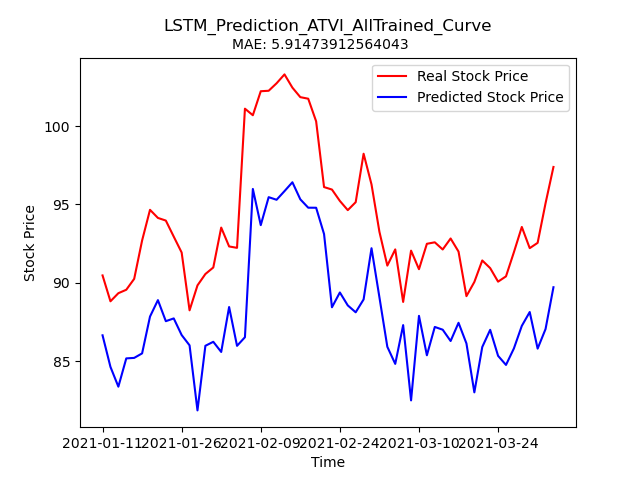 LSTM_Prediction_ATVI_AllTrained_Curve
MAE: 5.91473912564043
Real Stock Price
Predicted Stock Price
100
95
90
85
Stock Price
2021-01-11 2021-01-26 2021-02-09 2021-02-24 2021-03-10 2021-03-24
Time